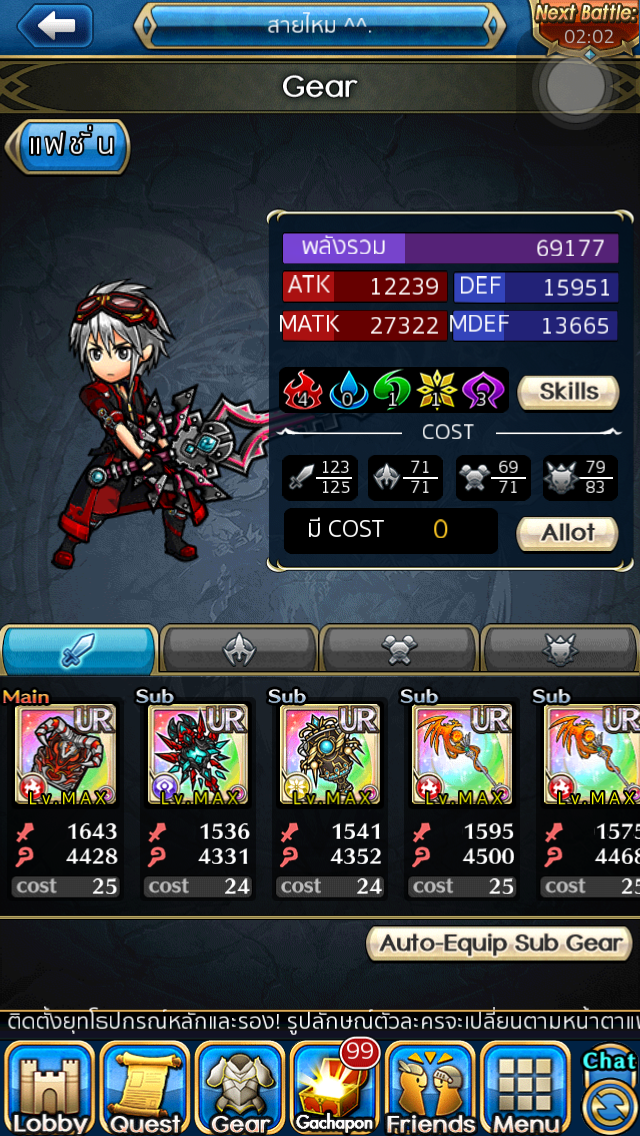 สายไหม ^^.
Next Battle:
02:02
Gear
แฟชั่น
พลังรวม 69177
ATK 12239 DEF 15951
MATK 27322 MDEF 13665
4 0 1 1 3 Skills
COST
123/125 71/71 69/71 79/83
มี COST 0 Allot
Main Sub Sub Sub Sub
UR UR UR UR UR
Lv.MAX Lv.MAX Lv.MAX Lv.MAX Lv.MAX
1643 1536 1541 1595 1575
4428 4331 4352 4500 4468
cost 25 cost 24 cost 24 cost 25 cost 25
Auto-Equip Sub Gear
ติดตั้งยุทโธปกรณ์หลักและรอง! รูปลักษณ์ตัวละครจะเปลี่ยนตามหน้าตาแฟ
99
Chat
Lobby Quest Gear Gachapon Friends Menu